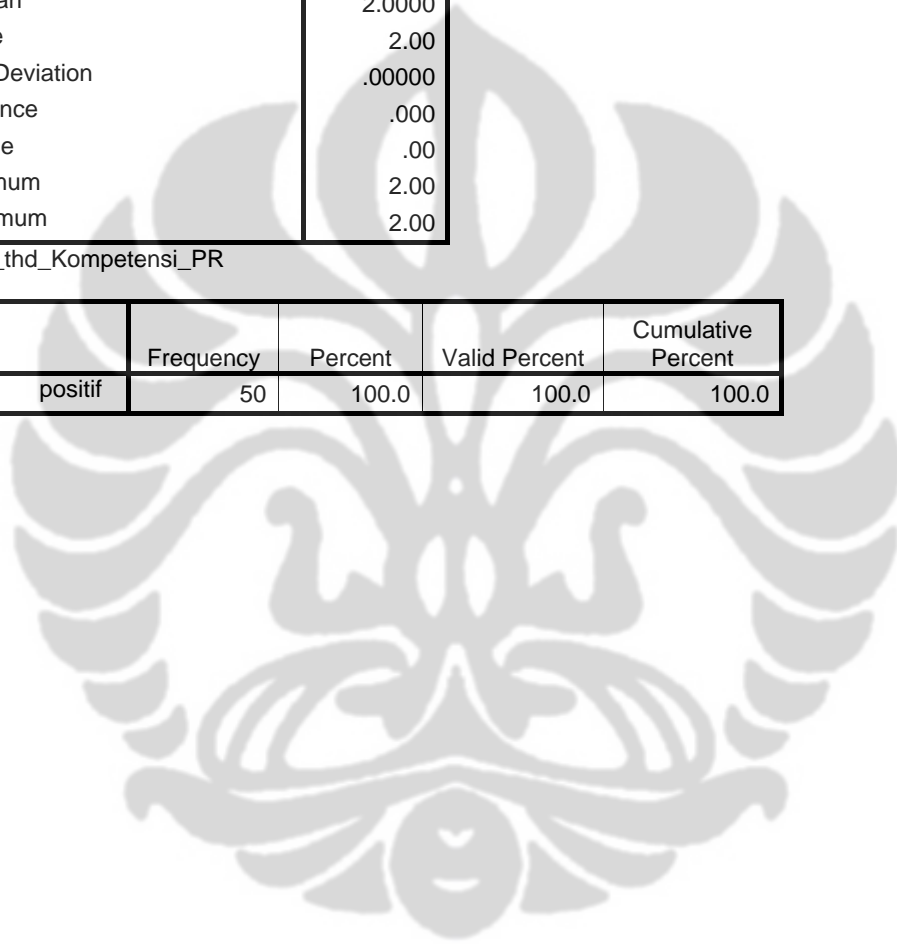 an 2.0000
e 2.00
Deviation .00000
nce .000
e .00
num 2.00
mum 2.00
_thd_Kompetensi_PR
Frequency Percent Valid Percent Cumulative Percent
positif 50 100.0 100.0 100.0